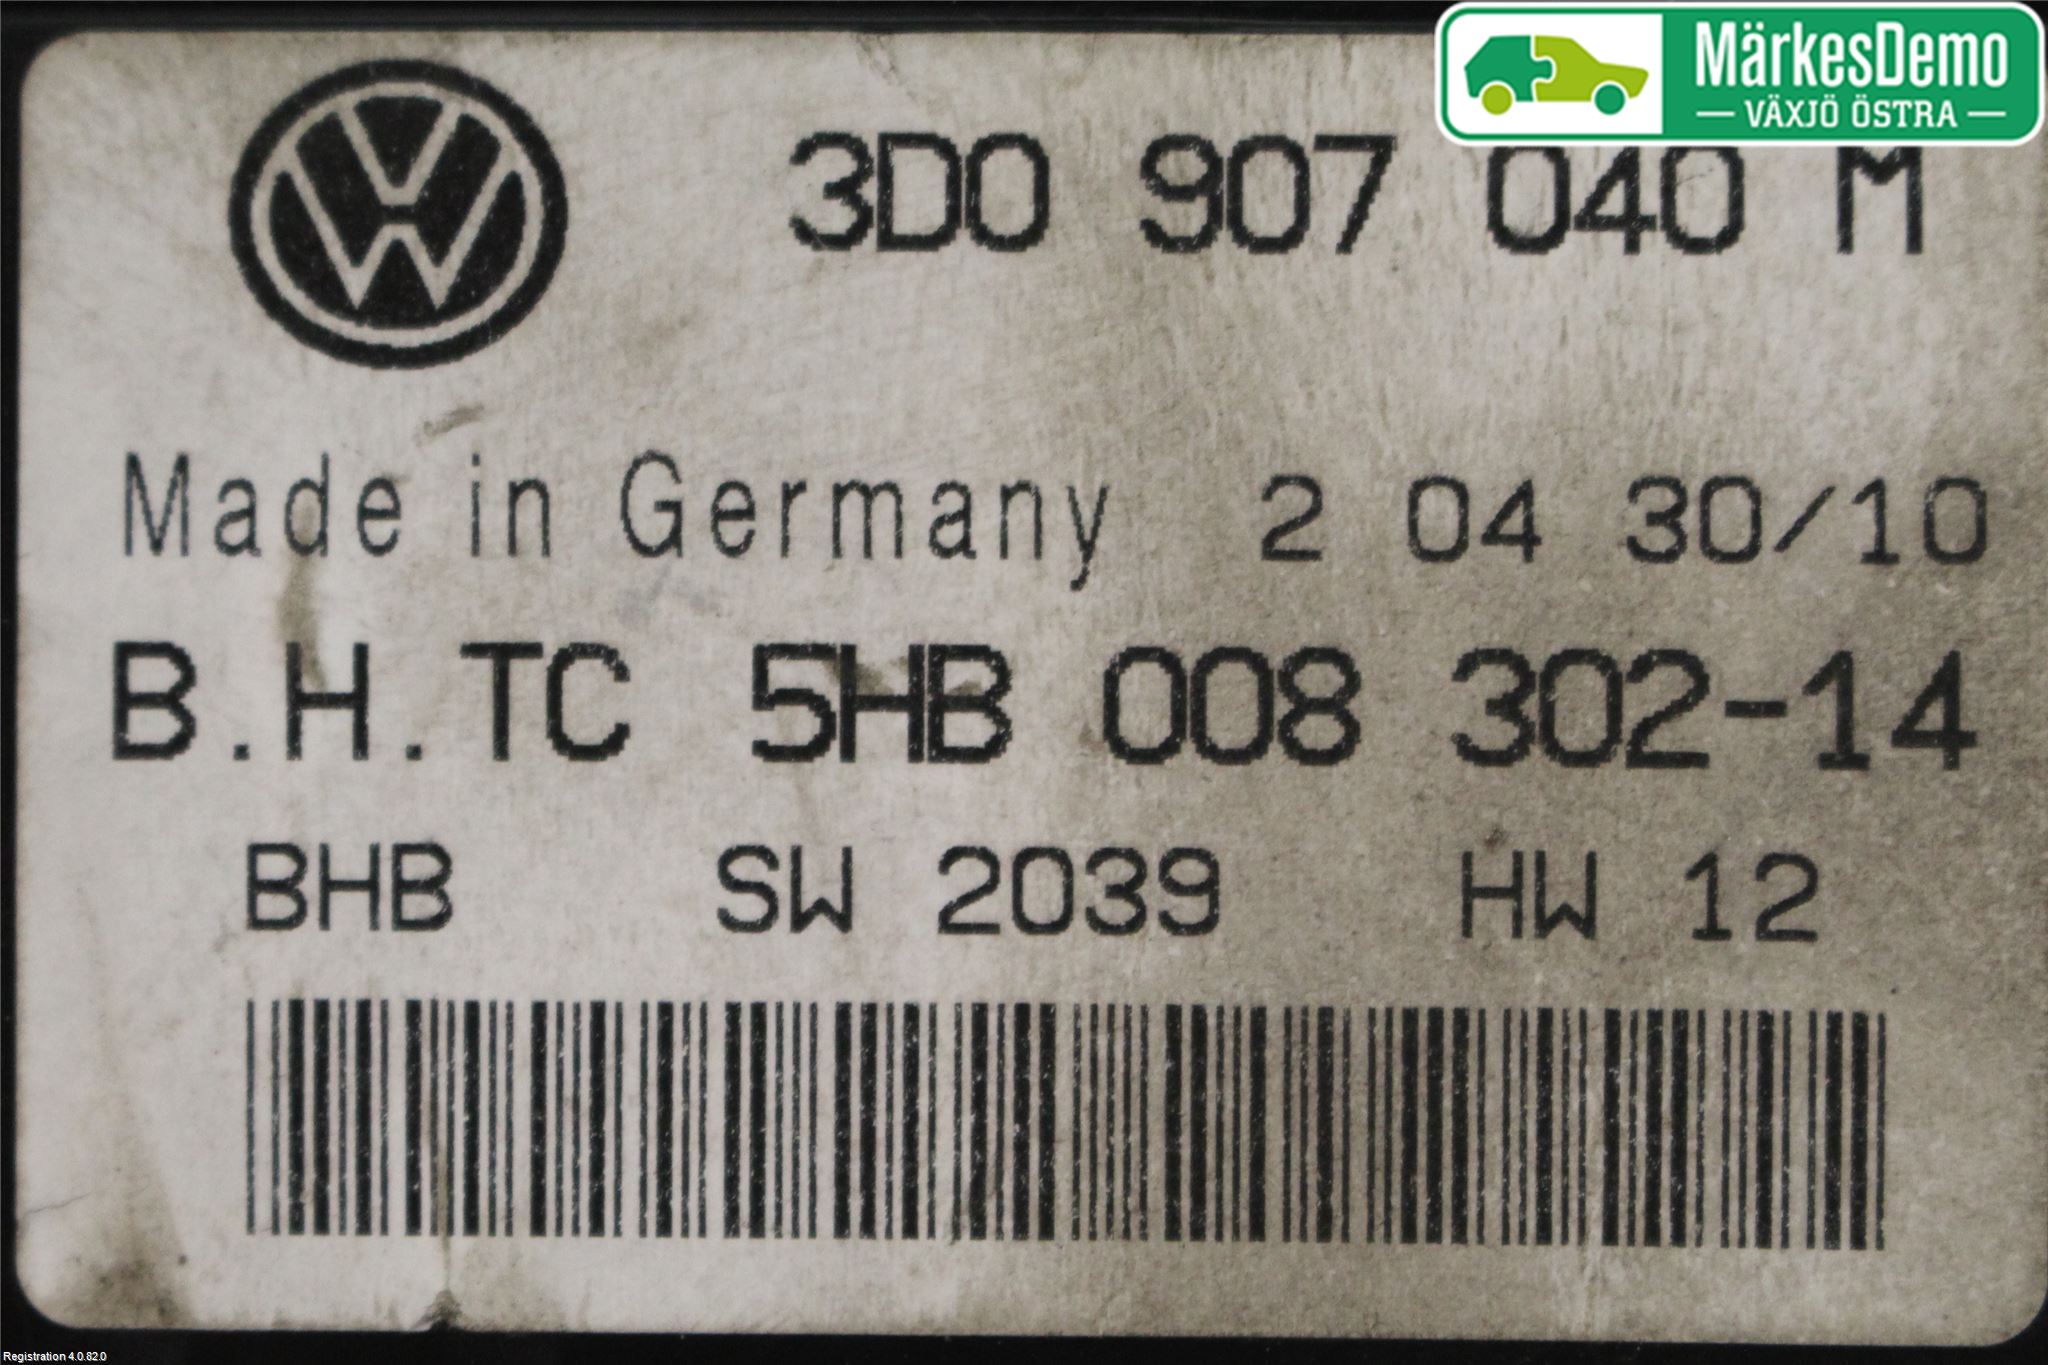 MärkesDemo
VÄXJÖ ÖSTRA
3D0 907 040 M
Made in Germany 2 04 30/10
B.H.TC 5HB 008 302-14
BHB SW 2039 HW 12
Registration 4.0.82.0